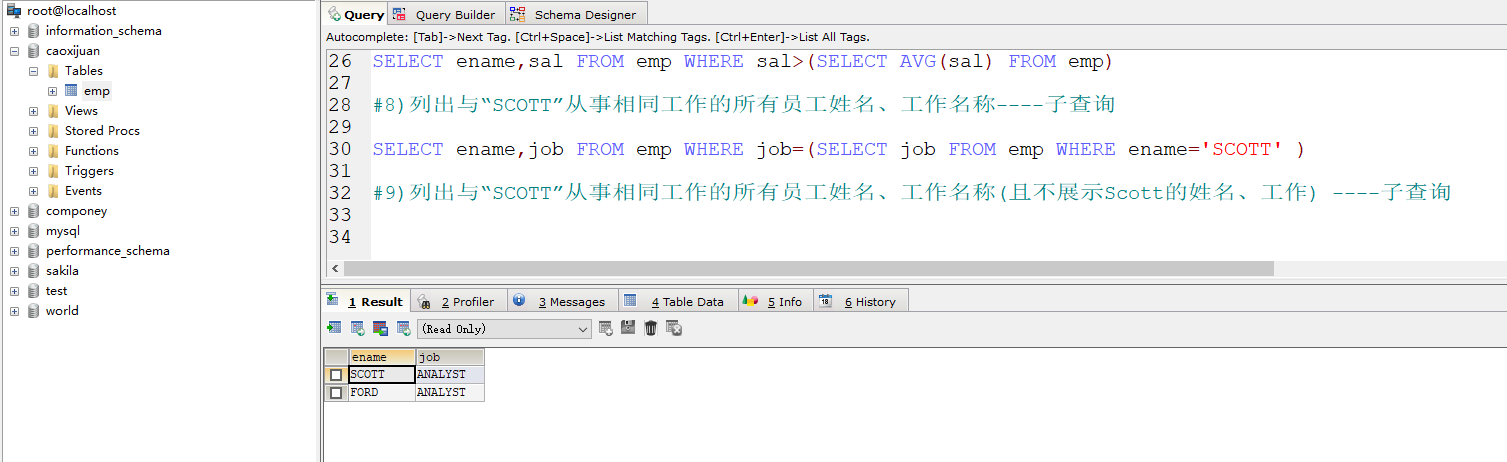 root@localhost
information_schema
caoxijuan
Tables
emp
Views
Stored Procs
Functions
Triggers
Events
componey
mysql
performance_schema
sakila
test
world
Query Query Builder Schema Designer
Autocomplete: [Tab]->Next Tag. [Ctrl+Space]->List Matching Tags. [Ctrl+Enter]->List All Tags.
26 SELECT ename,sal FROM emp WHERE sal>(SELECT AVG(sal) FROM emp)
27
28 #8)列出与“SCOTT”从事相同工作的所有员工姓名、工作名称----子查询
29
30 SELECT ename,job FROM emp WHERE job=(SELECT job FROM emp WHERE ename='SCOTT' )
31
32 #9)列出与“SCOTT”从事相同工作的所有员工姓名、工作名称(且不展示Scott的姓名、工作) ----子查询
33
34
1 Result 2 Profiler 3 Messages 4 Table Data 5 Info 18 6 History
(Read Only)
ename job
SCOTT ANALYST
FORD ANALYST